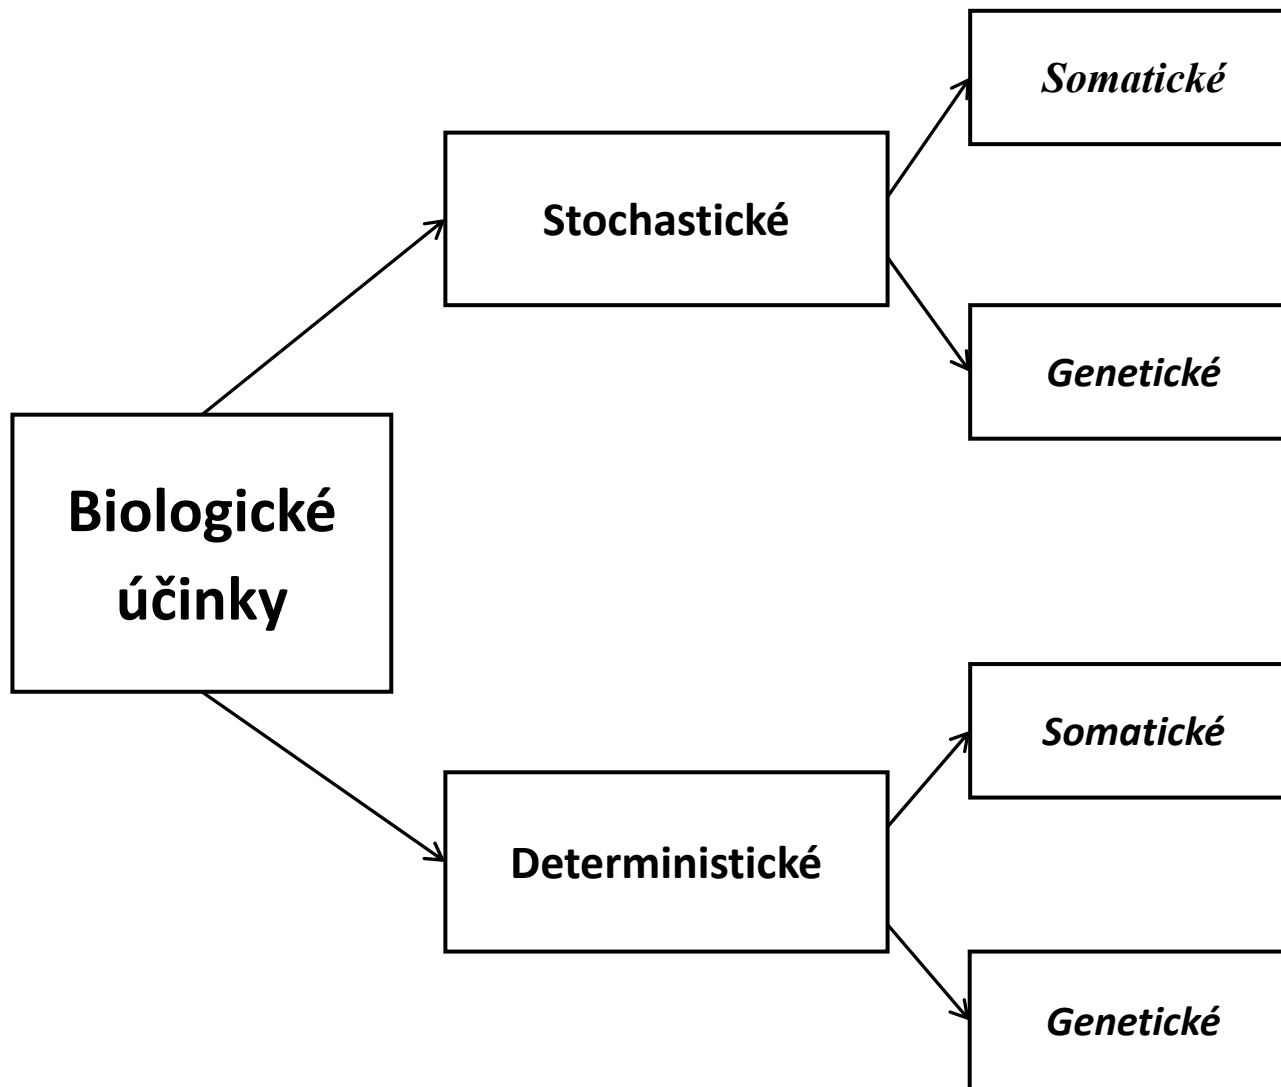 Somatické
Stochastické
Genetické
Biologické
účinky
Somatické
Deterministické
Genetické